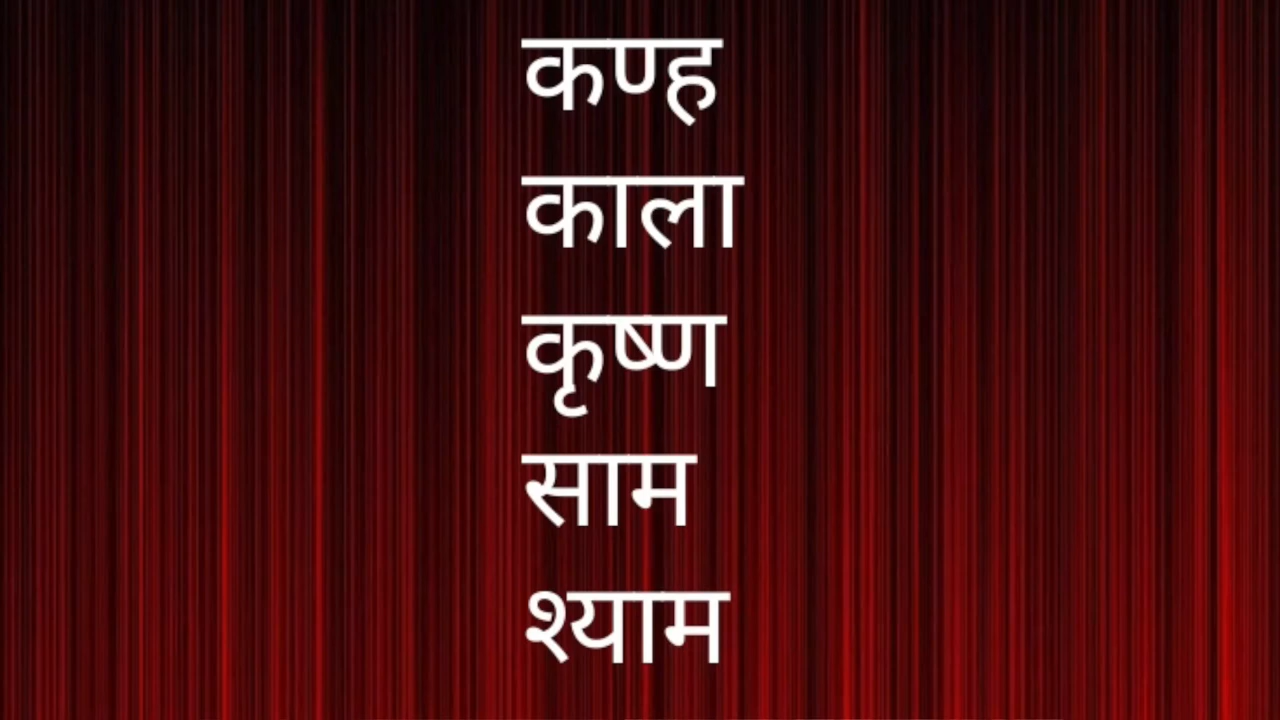 कण्ह
काला
कृष्ण
साम
श्याम